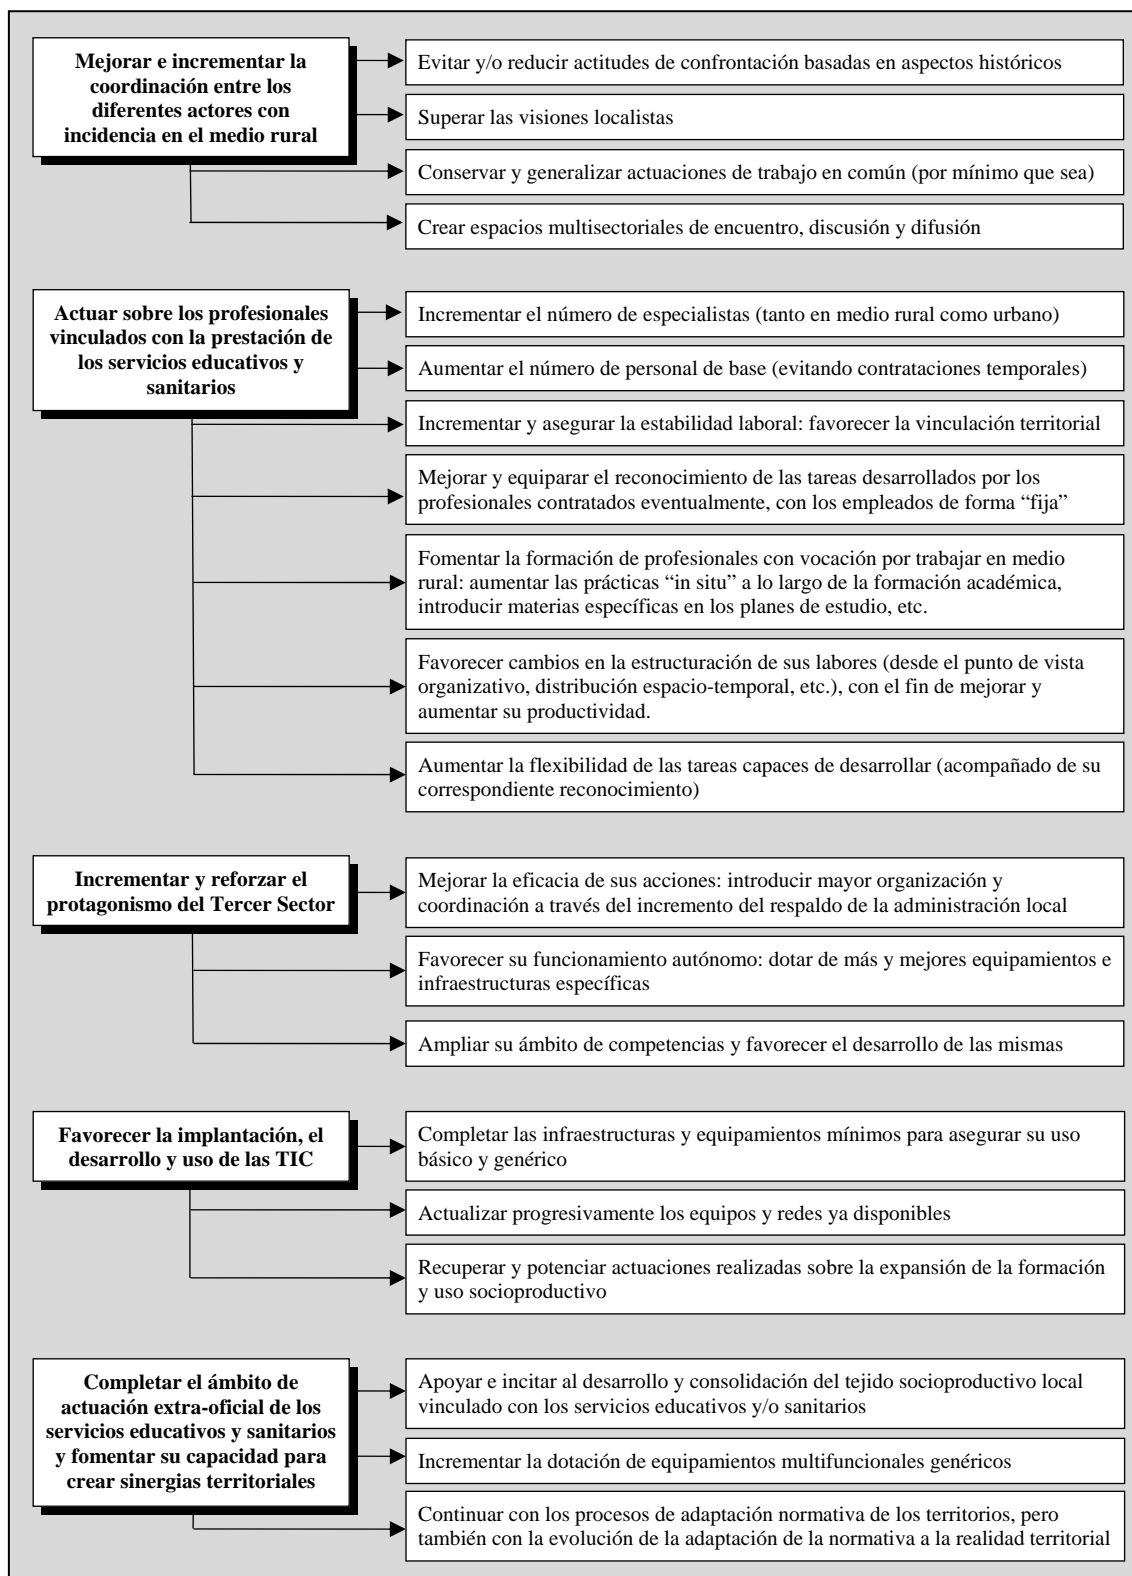 Mejorar e incrementar la
coordinación entre los
diferentes actores con
incidencia en el medio rural
Evitar y/o reducir actitudes de confrontación basadas en aspectos históricos
Superar las visiones localistas
Conservar y generalizar actuaciones de trabajo en común (por mínimo que sea)
Crear espacios multisectoriales de encuentro, discusión y difusión
Actuar sobre los profesionales
vinculados con la prestación de
los servicios educativos y
sanitarios
Incrementar el número de especialistas (tanto en medio rural como urbano)
Aumentar el número de personal de base (evitando contrataciones temporales)
Incrementar y asegurar la estabilidad laboral: favorecer la vinculación territorial
Mejorar y equiparar el reconocimiento de las tareas desarrollados por los
profesionales contratados eventualmente, con los empleados de forma “fija”
Fomentar la formación de profesionales con vocación por trabajar en medio
rural: aumentar las prácticas “in situ” a lo largo de la formación académica,
introducir materias específicas en los planes de estudio, etc.
Favorecer cambios en la estructuración de sus labores (desde el punto de vista
organizativo, distribución espacio-temporal, etc.), con el fin de mejorar y
aumentar su productividad.
Aumentar la flexibilidad de las tareas capaces de desarrollar (acompañado de su
correspondiente reconocimiento)
Incrementar y reforzar el
protagonismo del Tercer Sector
Mejorar la eficacia de sus acciones: introducir mayor organización y
coordinación a través del incremento del respaldo de la administración local
Favorecer su funcionamiento autónomo: dotar de más y mejores equipamientos e
infraestructuras específicas
Ampliar su ámbito de competencias y favorecer el desarrollo de las mismas
Favorecer la implantación, el
desarrollo y uso de las TIC
Completar las infraestructuras y equipamientos mínimos para asegurar su uso
básico y genérico
Actualizar progresivamente los equipos y redes ya disponibles
Recuperar y potenciar actuaciones realizadas sobre la expansión de la formación
y uso socioproductivo
Completar el ámbito de
actuación extra-oficial de los
servicios educativos y sanitarios
y fomentar su capacidad para
crear sinergias territoriales
Apoyar e incitar al desarrollo y consolidación del tejido socioproductivo local
vinculado con los servicios educativos y/o sanitarios
Incrementar la dotación de equipamientos multifuncionales genéricos
Continuar con los procesos de adaptación normativa de los territorios, pero
también con la evolución de la adaptación de la normativa a la realidad territorial